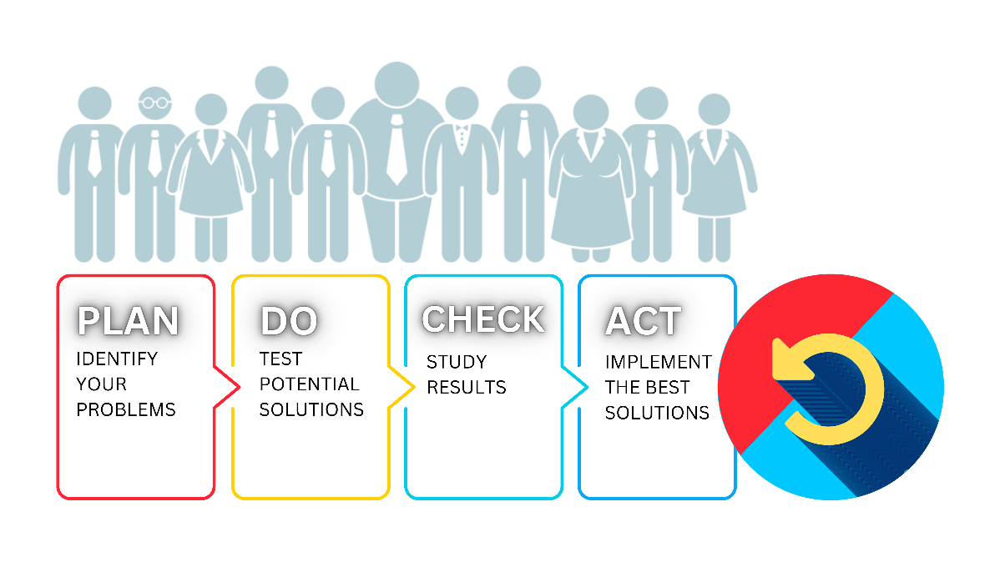 PLAN
IDENTIFY
YOUR
PROBLEMS
DO
TEST
POTENTIAL
SOLUTIONS
CHECK
STUDY
RESULTS
ACT
IMPLEMENT
THE BEST
SOLUTIONS